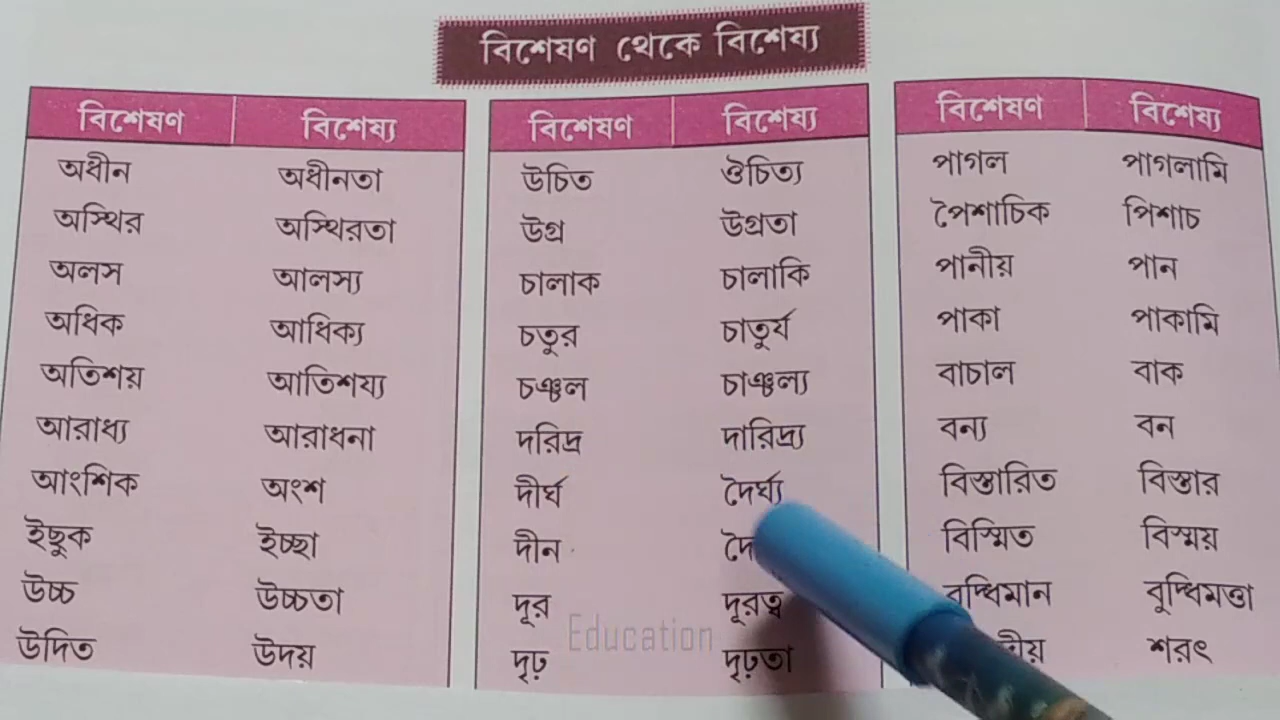 বিশেষণ থেকে বিশেষ্য
বিশেষণ বিশেষ্য
অধীন অধীনতা
অস্থির অস্থিরতা
অলস আলস্য
অধিক আধিক্য
অতিশয় আতিশয্য
আরাধ্য আরাধনা
আংশিক অংশ
ইছুক ইচ্ছা
উচ্চ উচ্চতা
উদিত উদয়
বিশেষণ বিশেষ্য
উচিত ঔচিত্য
উগ্র উগ্রতা
চালাক চালাকি
চতুর চাতুর্য
চঞ্চল চাঞ্চল্য
দরিদ্র দারিদ্র্য
দীর্ঘ দৈর্ঘ্য
দীন
দূর দূরত্ব
দৃঢ় দৃঢ়তা
বিশেষণ বিশেষ্য
পাগল পাগলামি
পৈশাচিক পিশাচ
পানীয় পান
পাকা পাকামি
বাচাল বাক
বন্য বন
বিস্তারিত বিস্তার
বিস্মিত বিস্ময়
বুদ্ধিমান বুদ্ধিমত্তা
শরৎ
Education